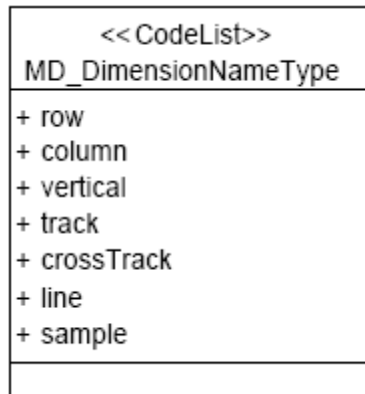 <<CodeList>>
MD_DimensionNameType
+ row
+ column
+ vertical
+ track
+ crossTrack
+ line
+ sample